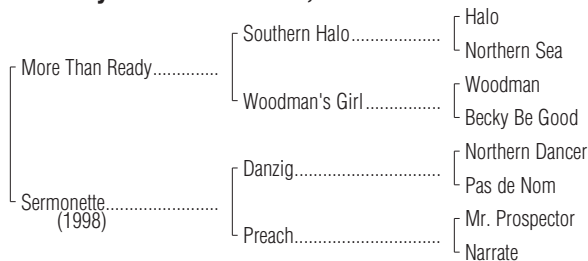 Halo
Southern Halo
Northern Sea
More Than Ready
Woodman
Woodman's Girl
Becky Be Good
Northern Dancer
Danzig
Pas de Nom
Sermonette
(1998)
Mr. Prospector
Preach
Narrate